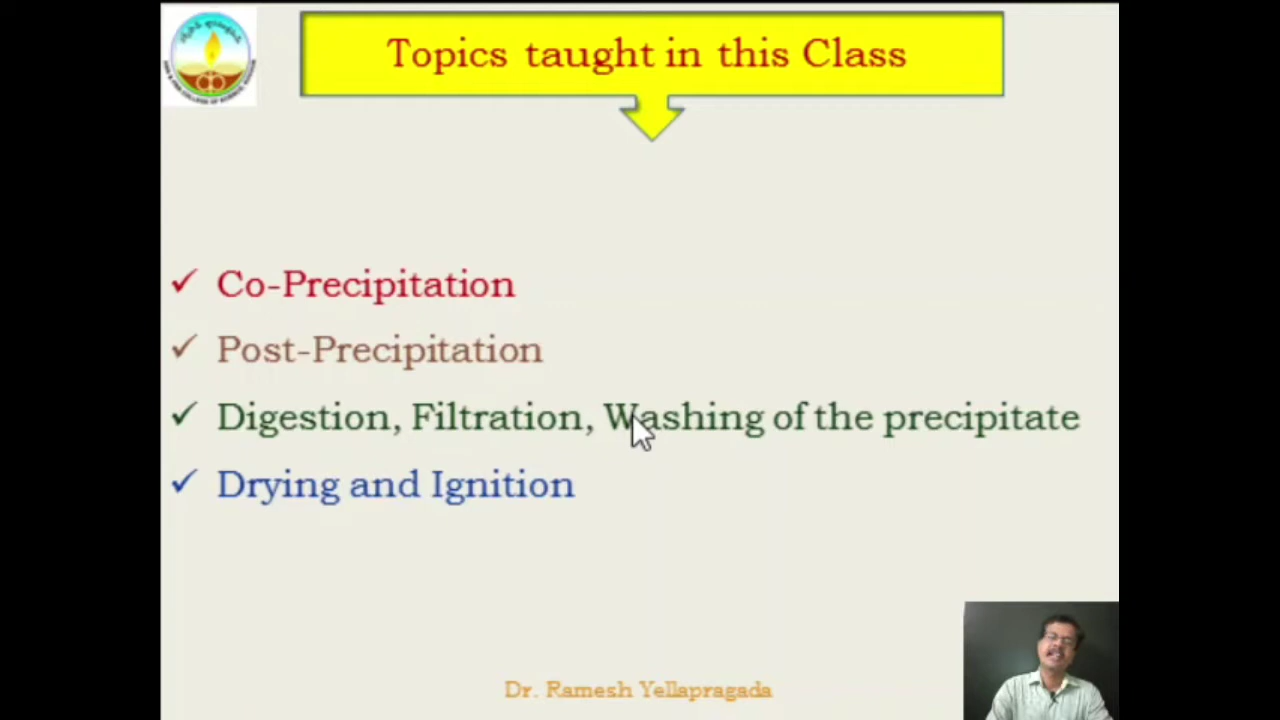 Topics taught in this Class
✓ Co-Precipitation
✓ Post-Precipitation
✓ Digestion, Filtration, Washing of the precipitate
✓ Drying and Ignition
Dr. Ramesh Yellapragada